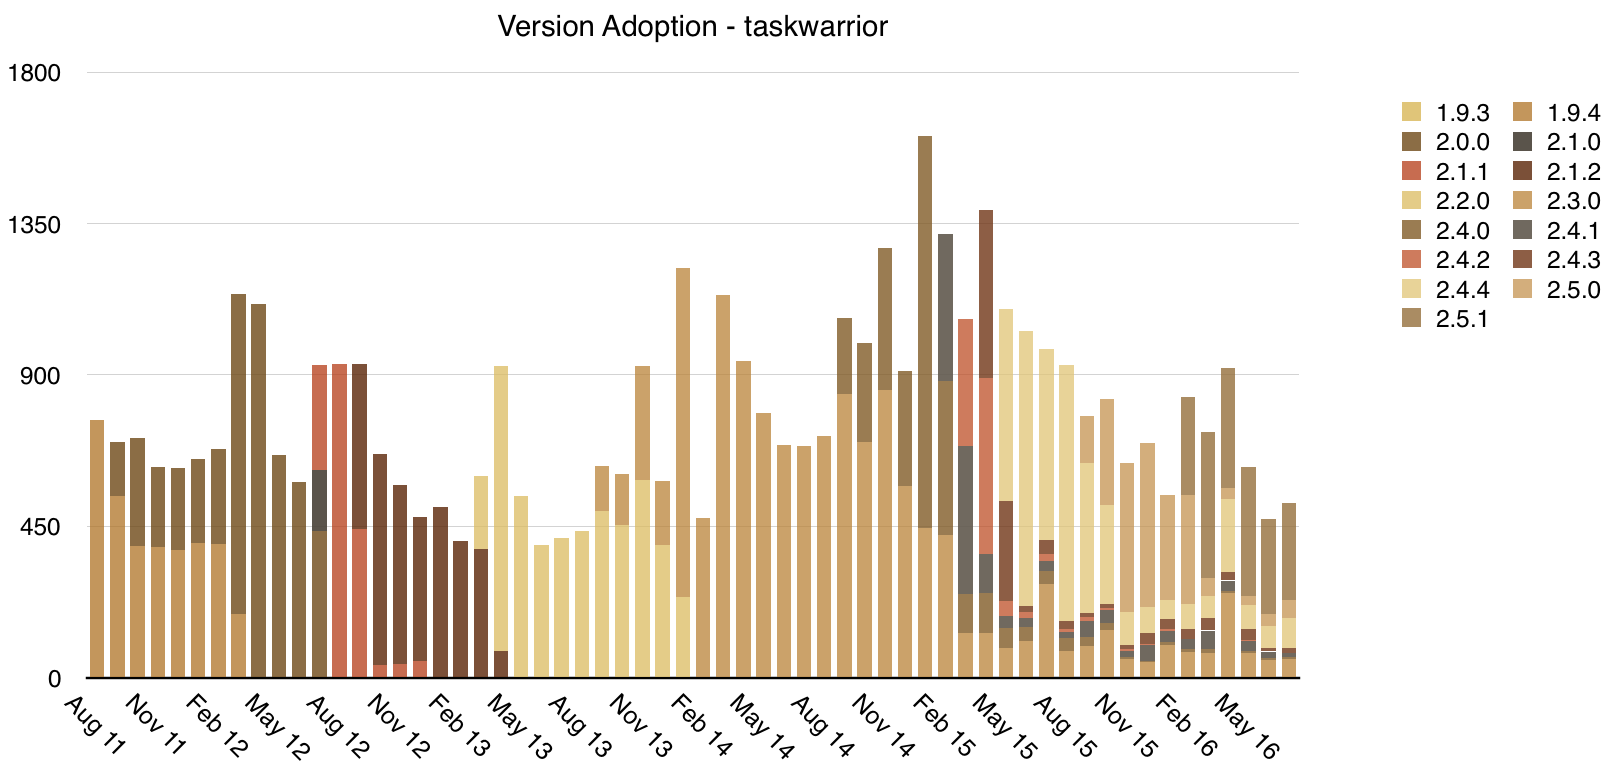 Version Adoption - taskwarrior
1800
1350
900
450
0
Aug 11
Nov 11
Feb 12
May 12
Aug 12
Nov 12
Feb 13
May 13
Aug 13
Nov 13
Feb 14
May 14
Aug 14
Nov 14
Feb 15
May 15
Aug 15
Nov 15
Feb 16
May 16
1.9.3 1.9.4
2.0.0 2.1.0
2.1.1 2.1.2
2.2.0 2.3.0
2.4.0 2.4.1
2.4.2 2.4.3
2.4.4 2.5.0
2.5.1